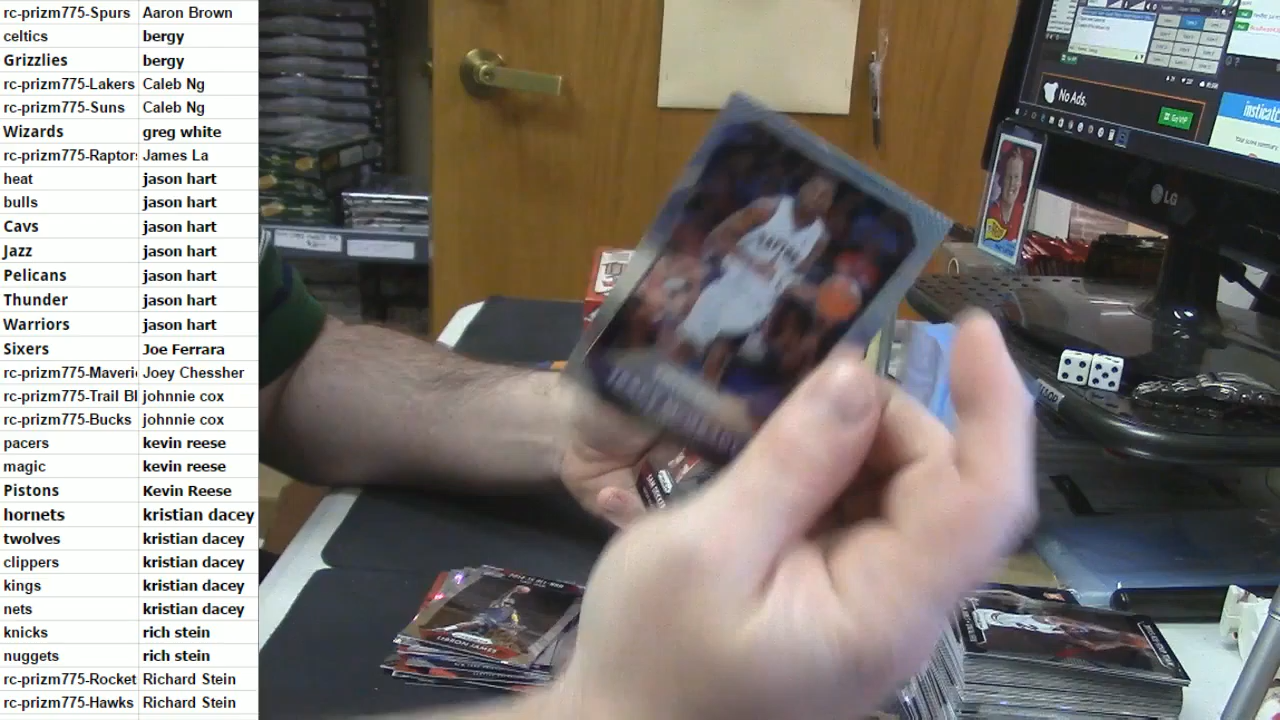 rc-prizm775-Spurs Aaron Brown
celtics bergy
Grizzlies bergy
rc-prizm775-Lakers Caleb Ng
rc-prizm775-Suns Caleb Ng
Wizards greg white
rc-prizm775-Raptor James La
heat jason hart
bulls jason hart
Cavs jason hart
Jazz jason hart
Pelicans jason hart
Thunder jason hart
Warriors jason hart
Sixers Joe Ferrara
rc-prizm775-Maveri Joey Chessher
rc-prizm775-Trail Bl johnnie cox
rc-prizm775-Bucks johnnie cox
pacers kevin reese
magic kevin reese
Pistons Kevin Reese
hornets kristian dacey
twolves kristian dacey
clippers kristian dacey
kings kristian dacey
nets kristian dacey
knicks rich stein
nuggets rich stein
rc-prizm775-Rocket Richard Stein
rc-prizm775-Hawks Richard Stein
No Ads.
Go VIP
insticat
LG
LEBRON JAMES